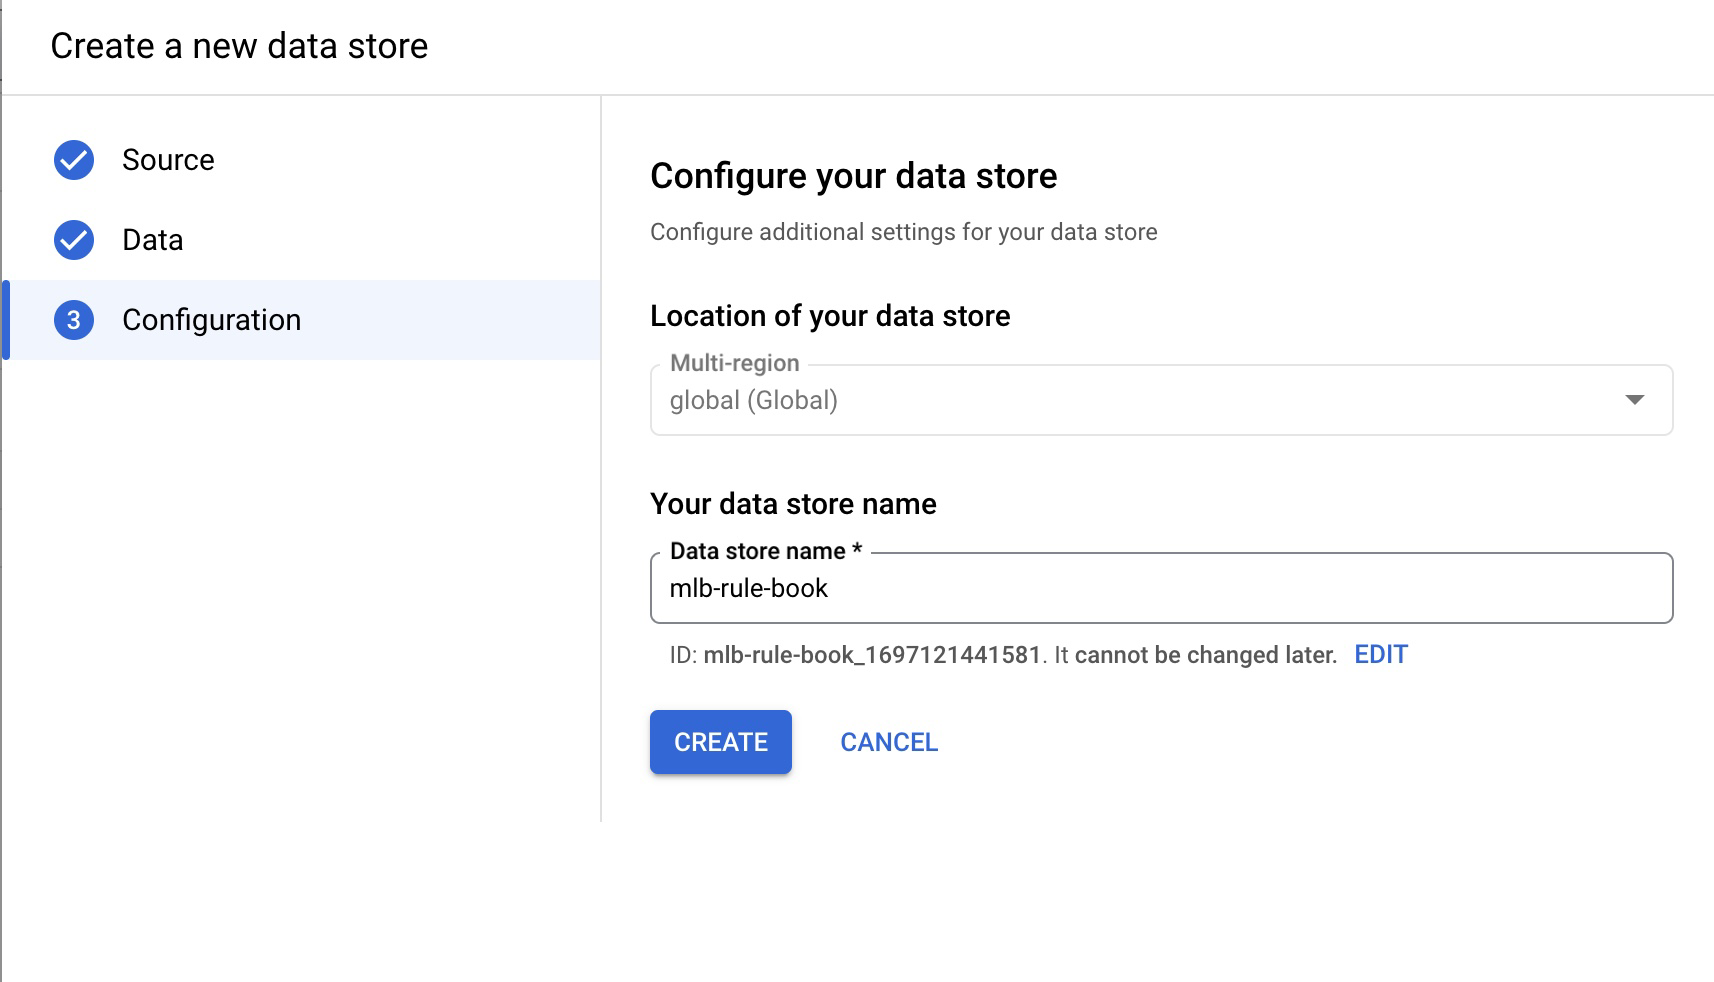 Create a new data store
Source
Data
3 Configuration
Configure your data store
Configure additional settings for your data store
Location of your data store
Multi-region
global (Global)
Your data store name
Data store name *
mlb-rule-book
ID: mlb-rule-book_1697121441581. It cannot be changed later. EDIT
CREATE CANCEL